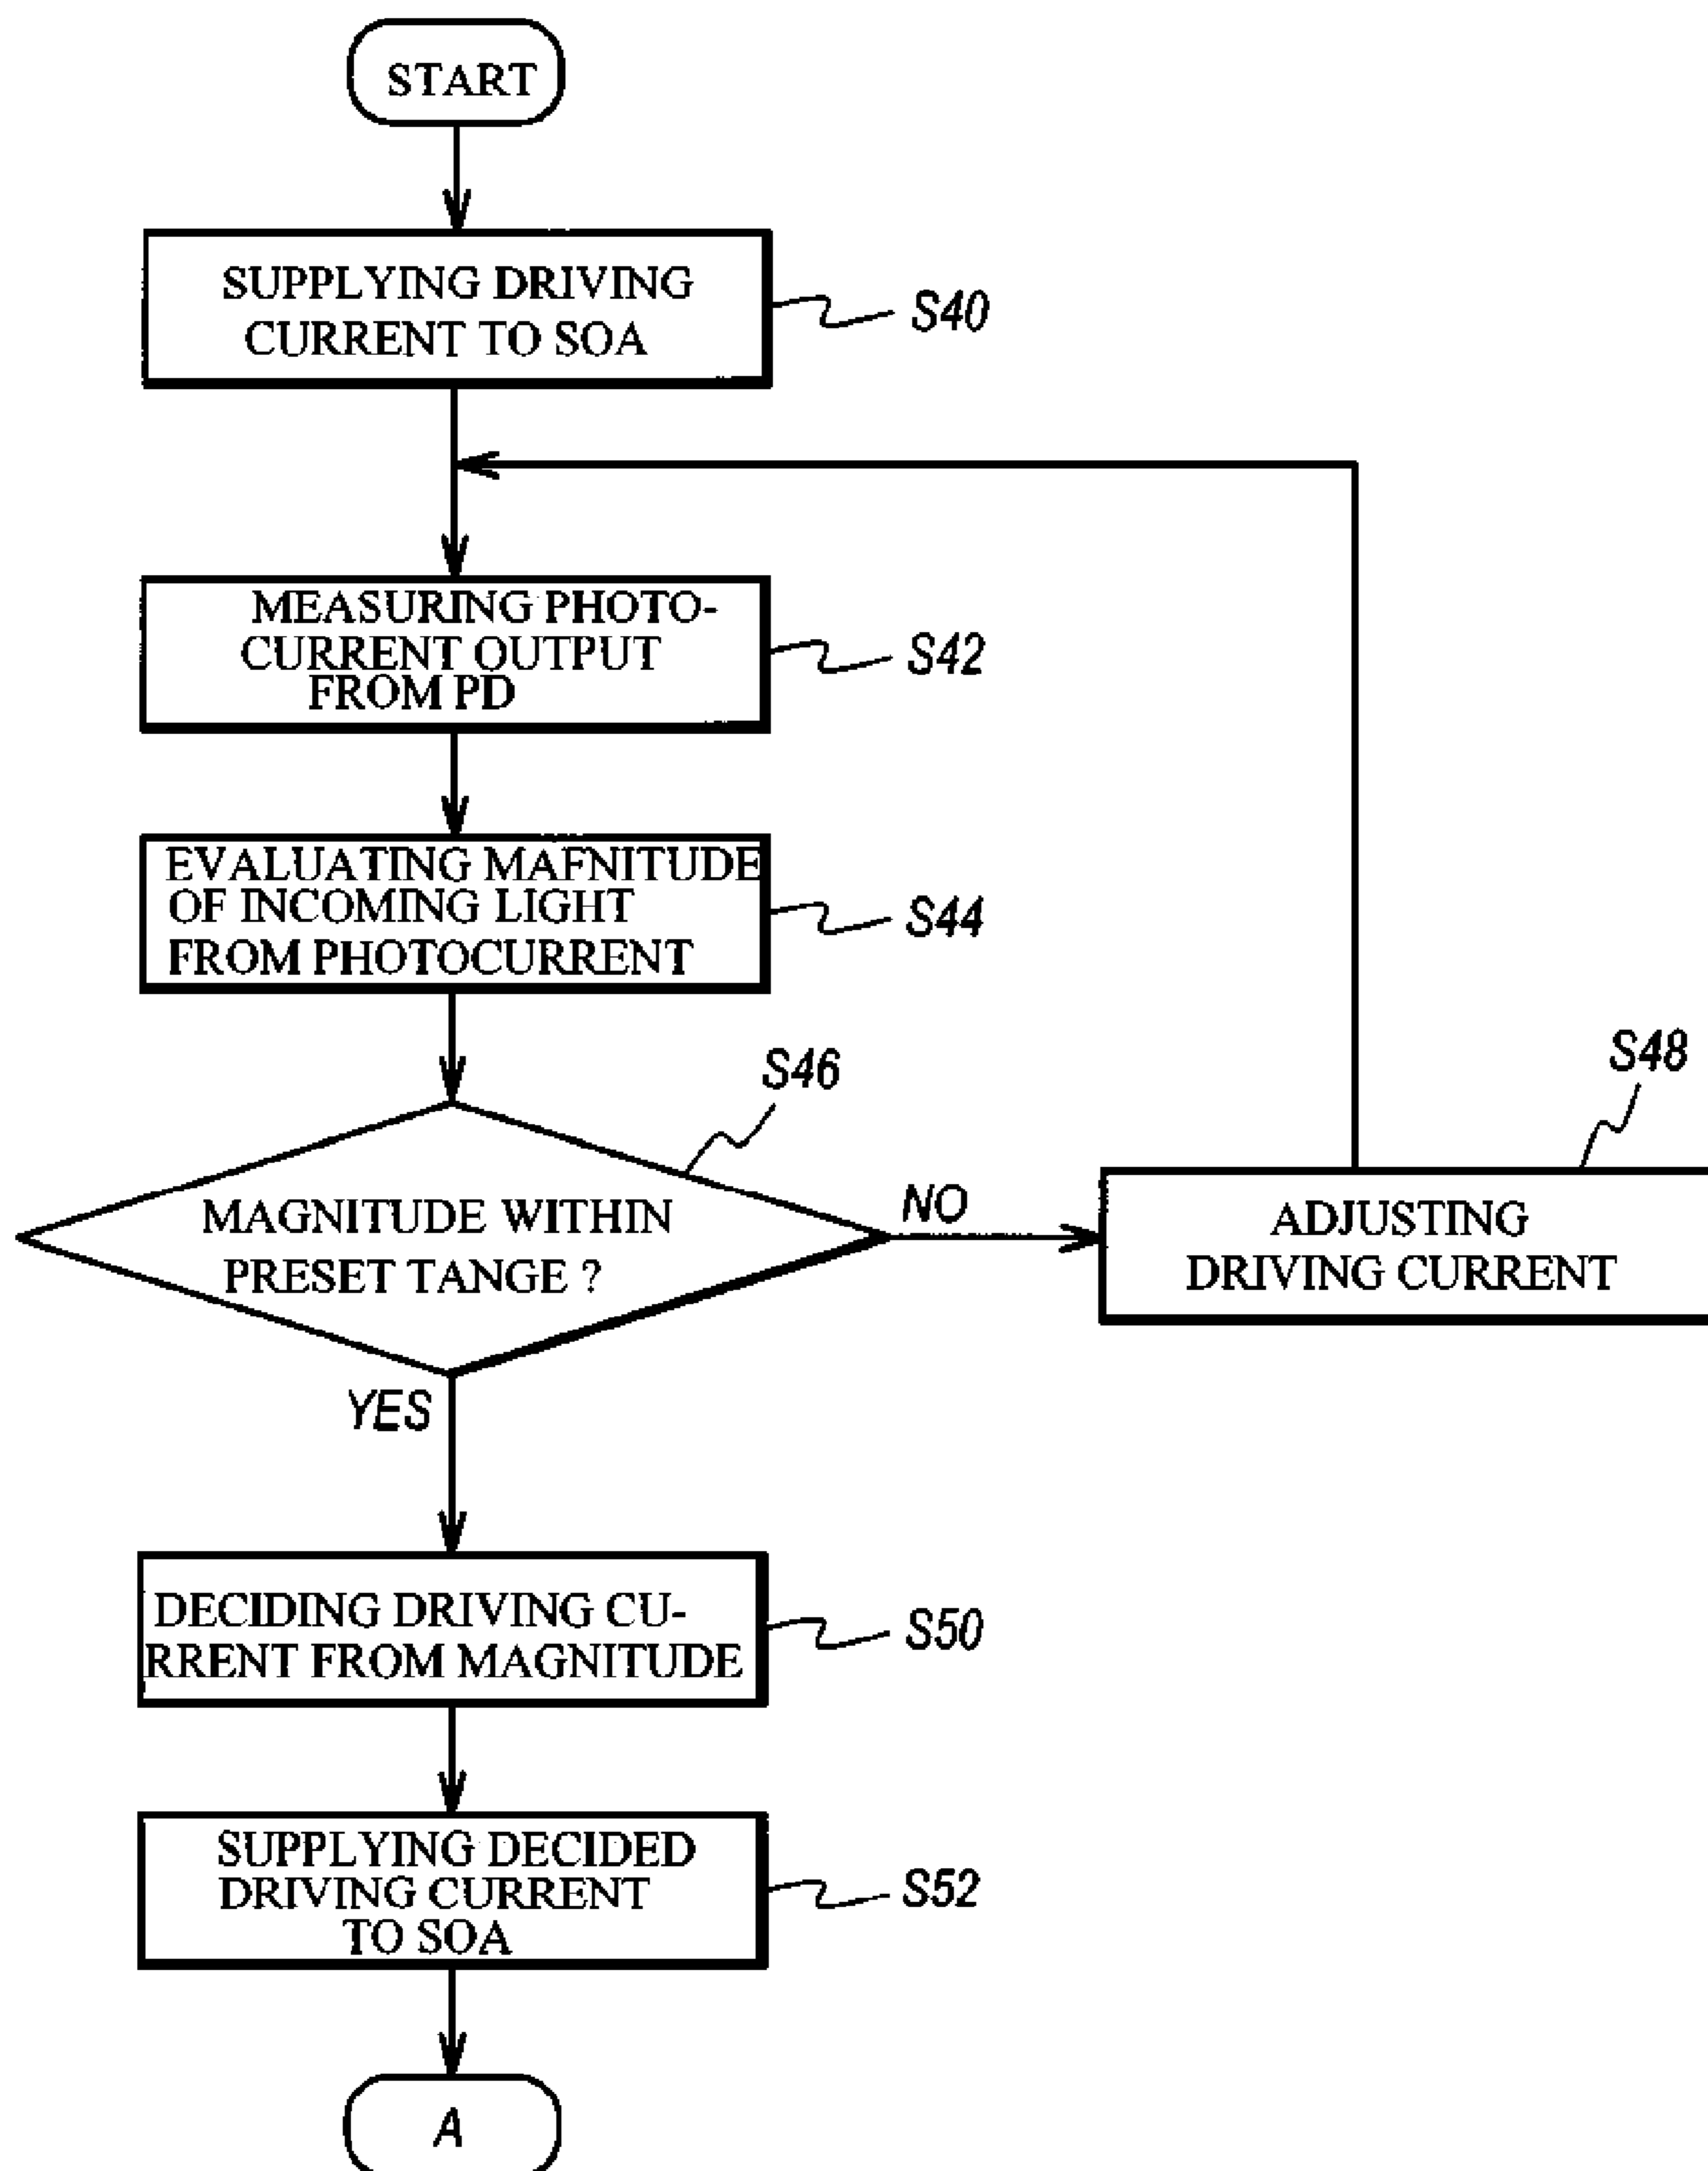 START
SUPPLYING DRIVING
CURRENT TO SOA
S40
MEASURING PHOTO-
CURRENT OUTPUT
FROM PD
S42
EVALUATING MAFNITUDE
OF INCOMING LIGHT
FROM PHOTOCURRENT
S44
S46
MAGNITUDE WITHIN
PRESET TANGE ?
NO
S48
ADJUSTING
DRIVING CURRENT
YES
DECIDING DRIVING CU-
RRENT FROM MAGNITUDE
S50
SUPPLYING DECIDED
DRIVING CURRENT
TO SOA
S52
A